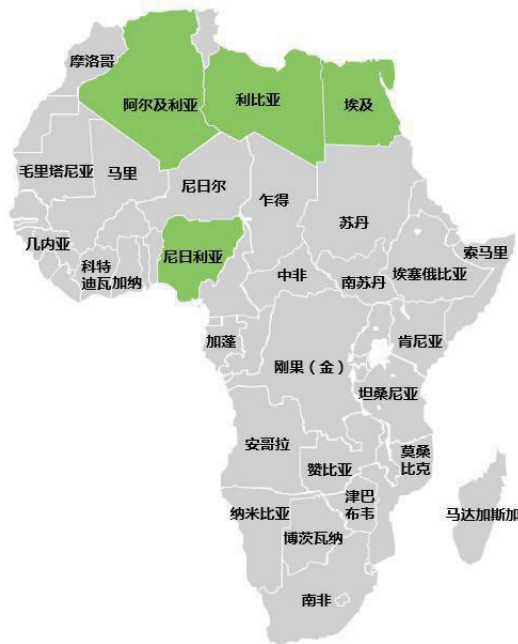 摩洛哥
阿尔及利亚
利比亚
埃及
毛里塔尼亚
马里
尼日尔
乍得
苏丹
几内亚
科特
迪瓦
加纳
尼日利亚
中非
南苏丹
埃塞俄比亚
索马里
加蓬
刚果（金）
肯尼亚
坦桑尼亚
安哥拉
赞比亚
莫桑
比克
纳米比亚
津巴
布韦
博茨瓦纳
马达加斯加
南非